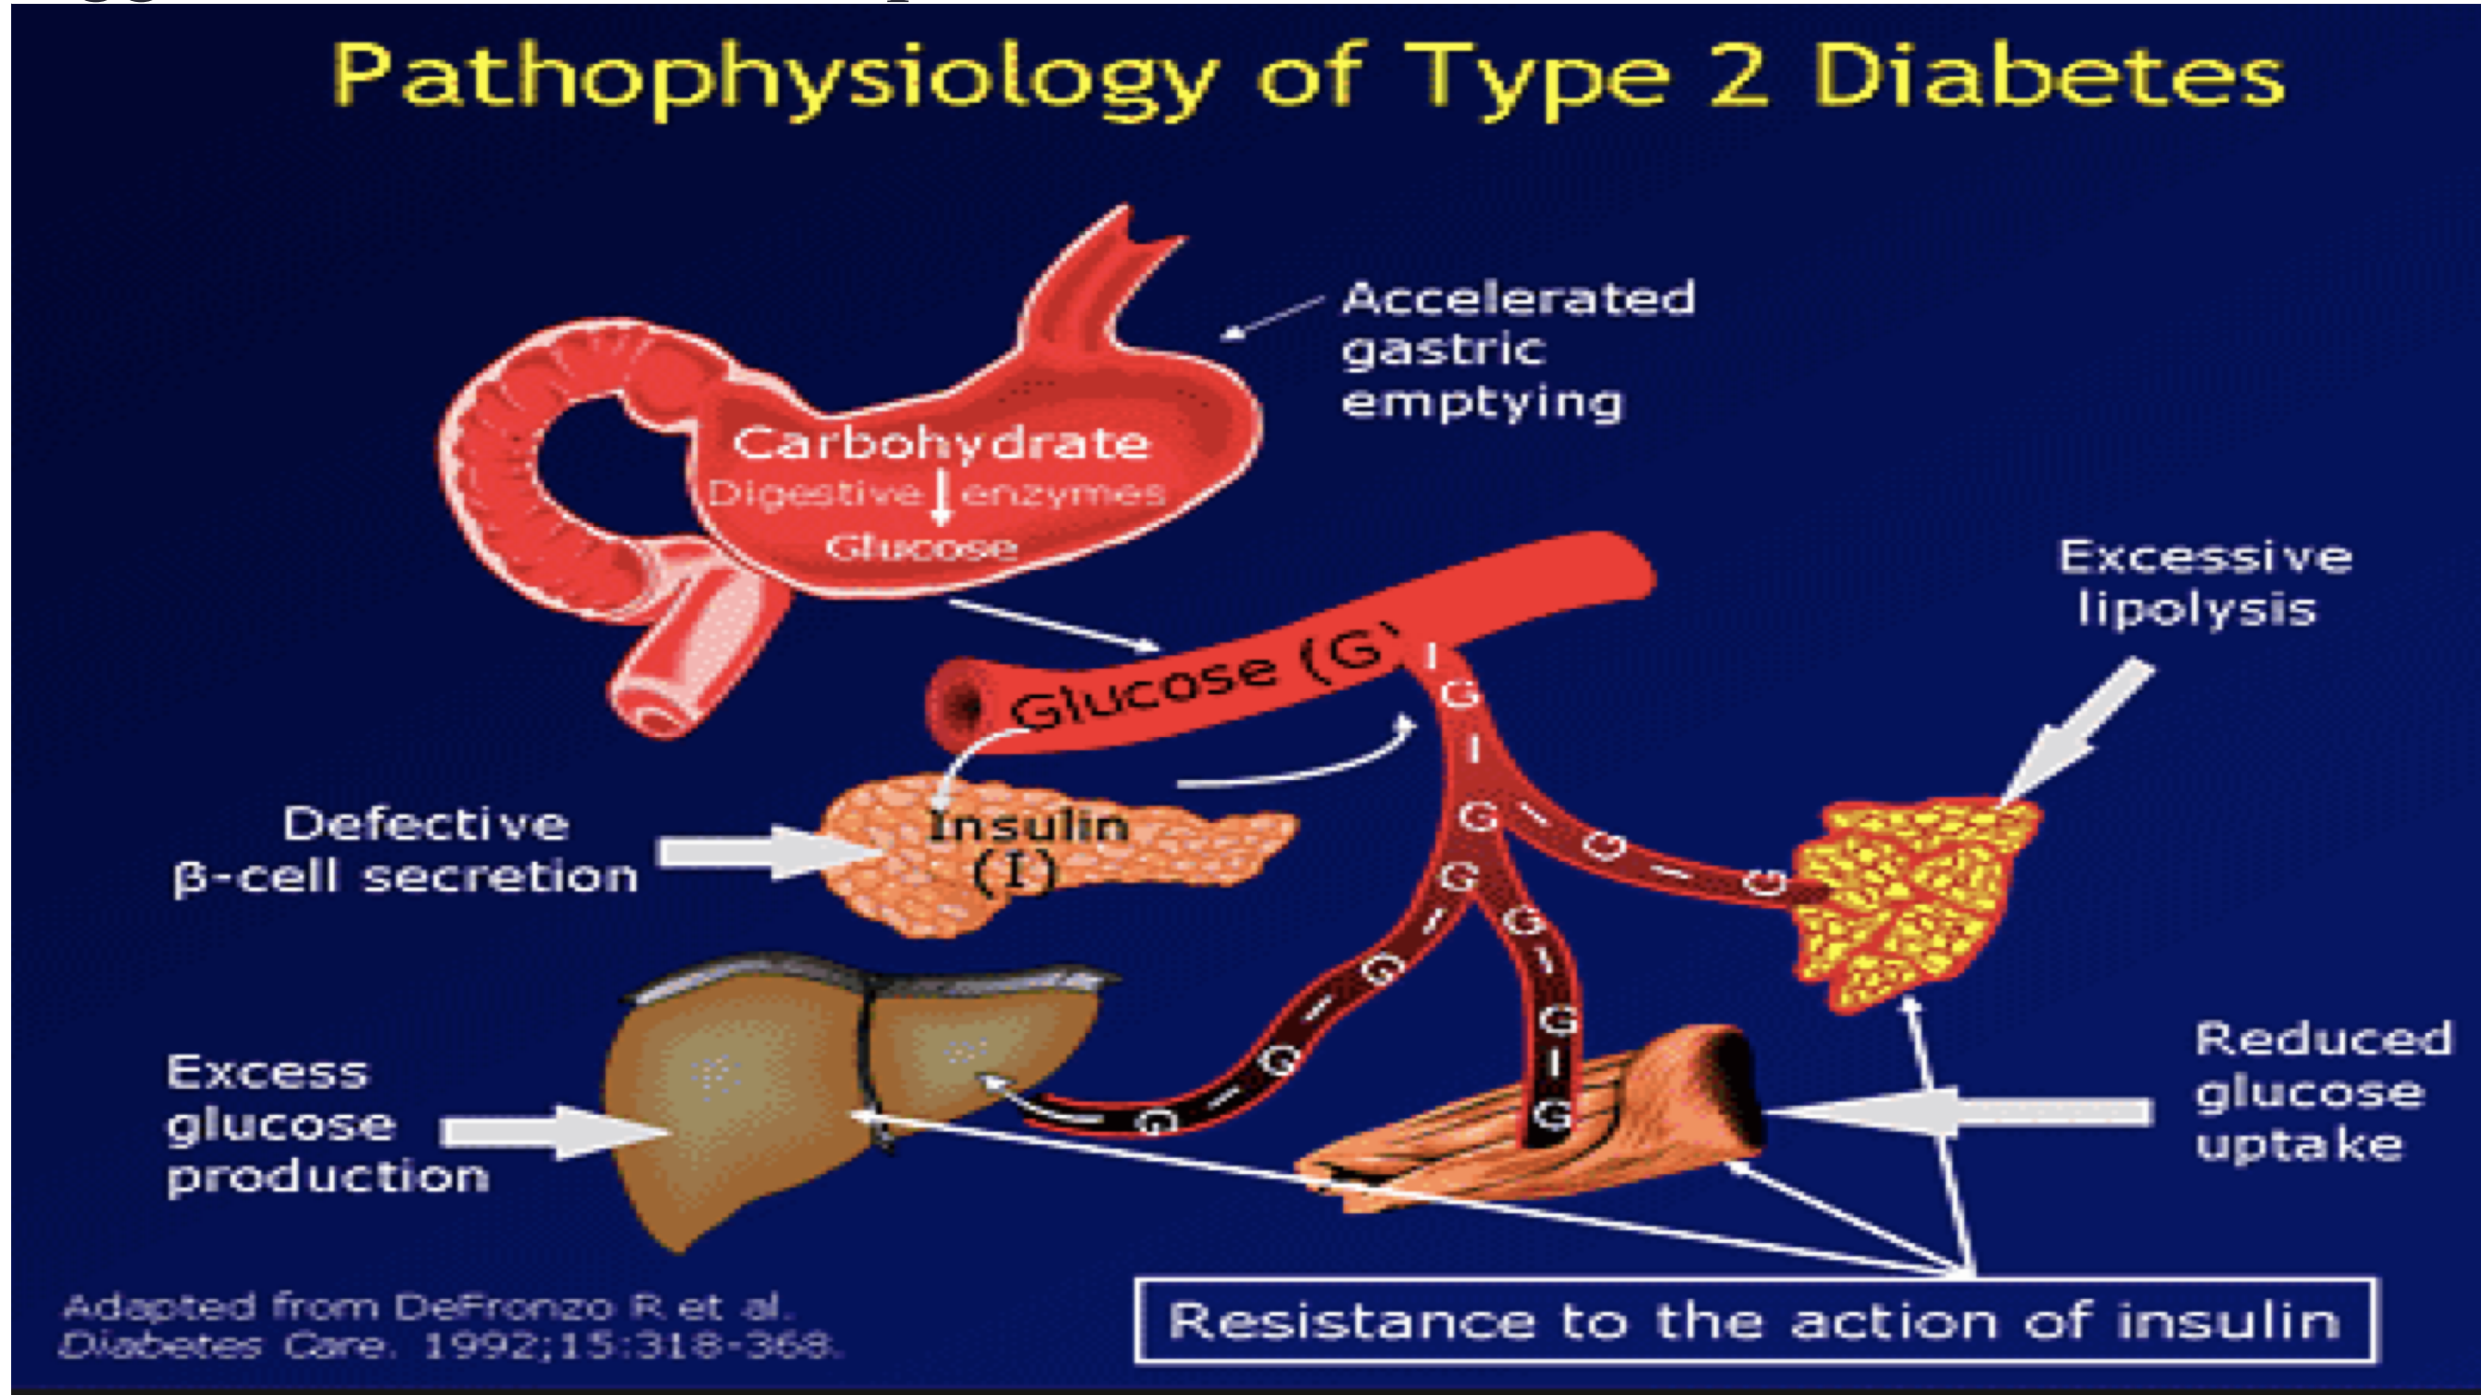 Pathophysiology of Type 2 Diabetes
Accelerated
gastric
emptying
Carbohydrate
Digestive enzymes
Glucose
Glucose (G)
Excessive
lipolysis
I
G
I
G
I
G
I
G
G
I
G
I
G
I
G
I
G
I
G
I
G
Defective
β-cell secretion
Insulin
(I)
Excess
glucose
production
Reduced
glucose
uptake
Resistance to the action of insulin
Adapted from DeFronzo R et al.
Diabetes Care. 1992;15:318-368.